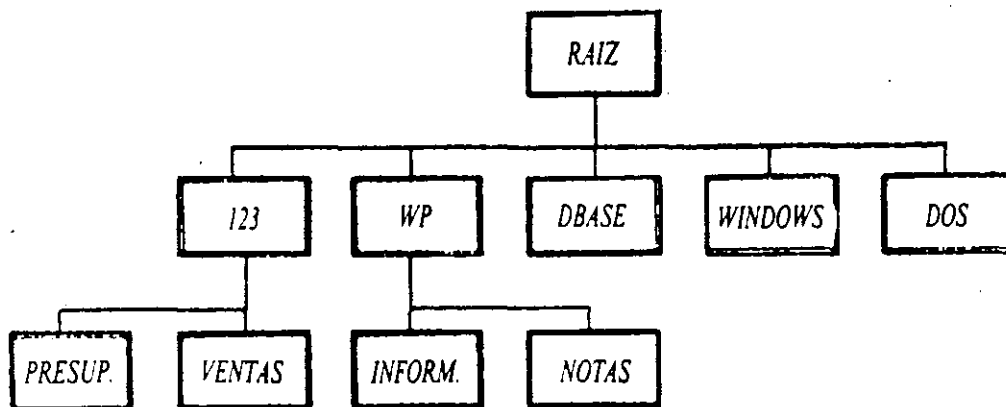 RAIZ
123
WP
DBASE
WINDOWS
DOS
PRESUP.
VENTAS
INFORM.
NOTAS